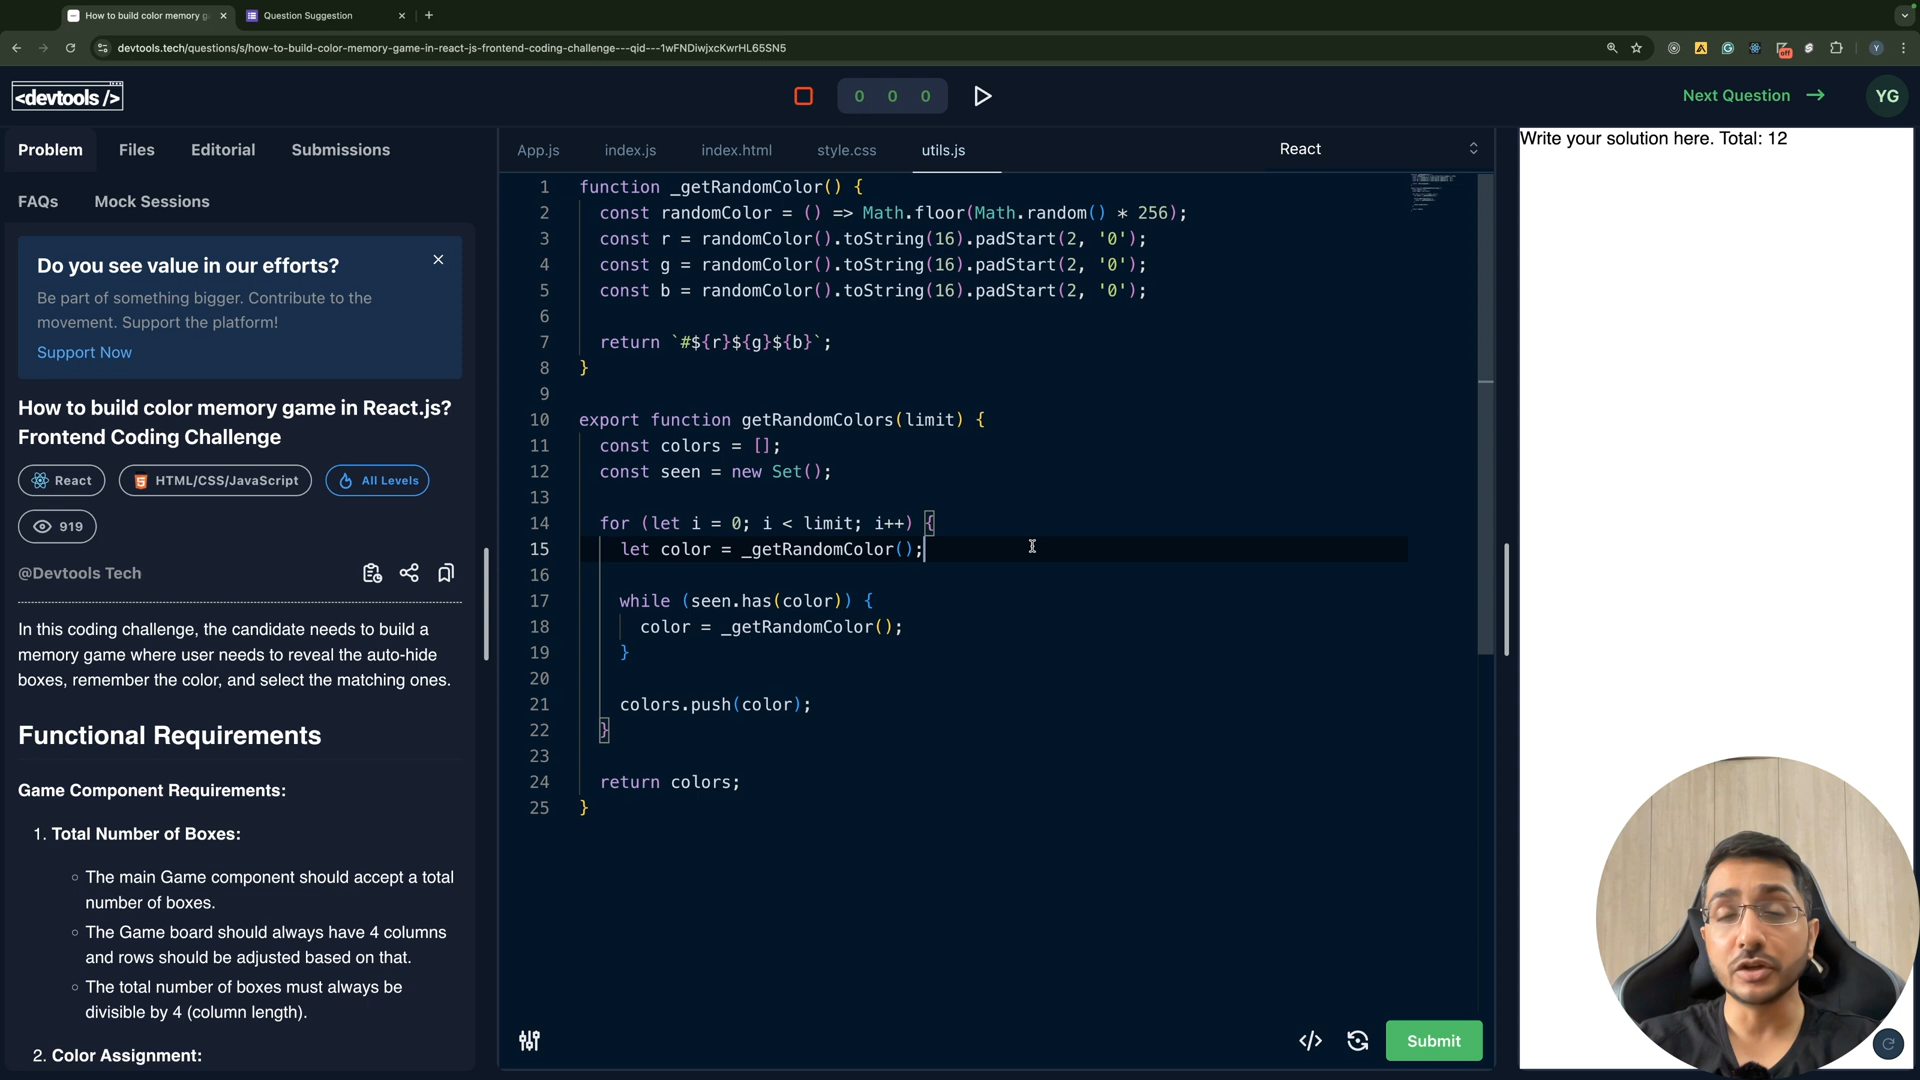 How to build color memory g
Question Suggestion
devtools.tech/questions/s/how-to-build-color-memory-game-in-react-js-frontend-coding-challenge---qid---1wFNDiwjxcKwrHL65SN5
off
Y
<devtools />
0 0 0
Next Question
YG
Problem
Files
Editorial
Submissions
FAQs
Mock Sessions
Do you see value in our efforts?
Be part of something bigger. Contribute to the
movement. Support the platform!
Support Now
How to build color memory game in React.js?
Frontend Coding Challenge
React
HTML/CSS/JavaScript
All Levels
919
@Devtools Tech
In this coding challenge, the candidate needs to build a
memory game where user needs to reveal the auto-hide
boxes, remember the color, and select the matching ones.
Functional Requirements
Game Component Requirements:
1. Total Number of Boxes:
The main Game component should accept a total
number of boxes.
The Game board should always have 4 columns
and rows should be adjusted based on that.
The total number of boxes must always be
divisible by 4 (column length).
2. Color Assignment:
App.js
index.js
index.html
style.css
utils.js
React
1 function _getRandomColor() {
2 const randomColor = () => Math.floor(Math.random() * 256);
3 const r = randomColor().toString(16).padStart(2, '0');
4 const g = randomColor().toString(16).padStart(2, '0');
5 const b = randomColor().toString(16).padStart(2, '0');
6
7 return `#${r}${g}${b}`;
8 }
9
10 export function getRandomColors(limit) {
11 const colors = [];
12 const seen = new Set();
13
14 for (let i = 0; i < limit; i++) {
15 let color = _getRandomColor();
16
17 while (seen.has(color)) {
18 color = _getRandomColor();
19 }
20
21 colors.push(color);
22 }
23
24 return colors;
25 }
Submit
Write your solution here. Total: 12